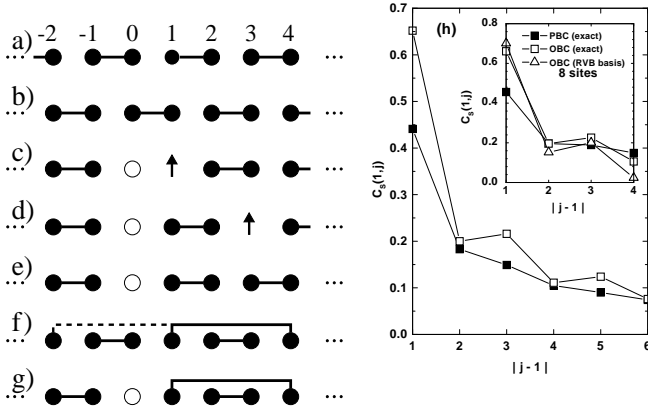 -2 -1 0 1 2 3 4
a) ... ...
b) ... ...
c) ... ...
d) ... ...
e) ... ...
f) ... ...
g) ... ...
(h)
0.7
0.6
0.5
0.4
0.3
0.2
0.1
0.0
C_s(1,j)
1 2 3 4 5 6
| j - 1 |
PBC (exact)
OBC (exact)
OBC (RVB basis)
8 sites
0.8
0.6
0.4
0.2
0.0
C_s(1,j)
1 2 3 4
| j - 1 |